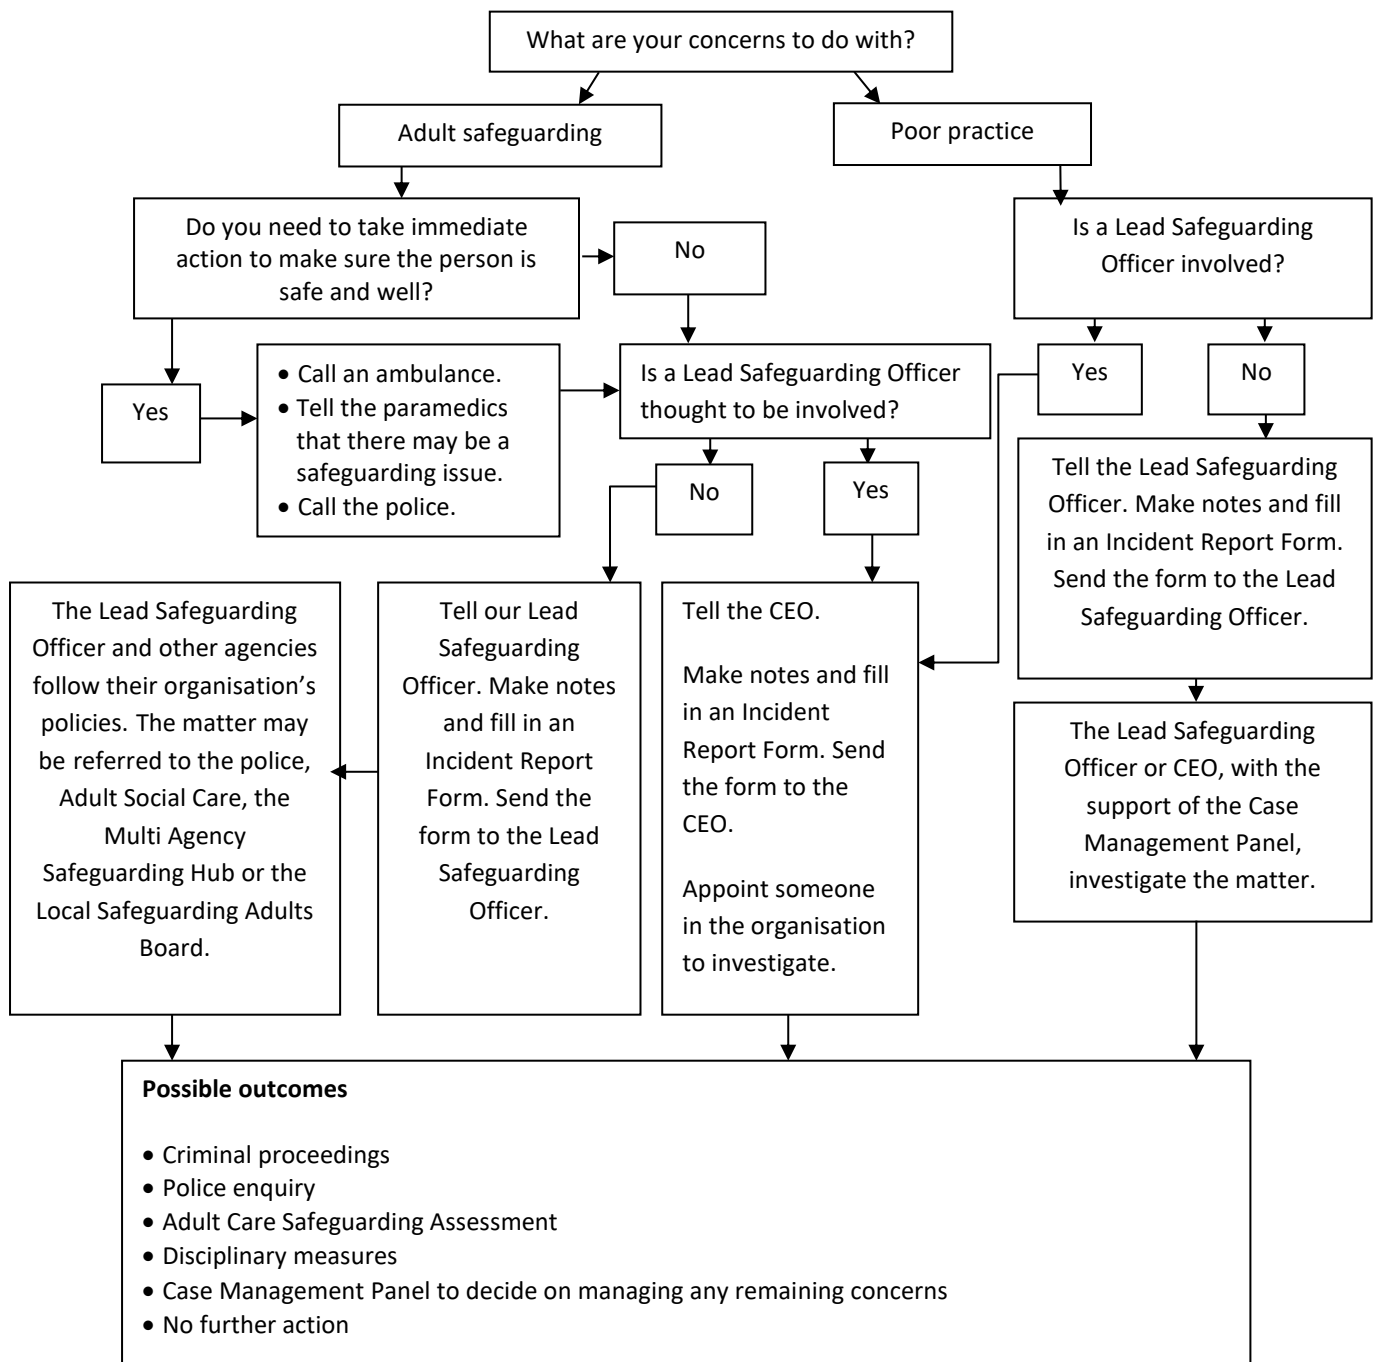 What are your concerns to do with?
Adult safeguarding
Poor practice
Do you need to take immediate
action to make sure the person is
safe and well?
No
Is a Lead Safeguarding
Officer involved?
Yes
• Call an ambulance.
• Tell the paramedics
that there may be a
safeguarding issue.
• Call the police.
Is a Lead Safeguarding Officer
thought to be involved?
Yes
No
No
Yes
Tell the Lead Safeguarding
Officer. Make notes and fill
in an Incident Report Form.
Send the form to the Lead
Safeguarding Officer.
The Lead Safeguarding
Officer and other agencies
follow their organisation’s
policies. The matter may
be referred to the police,
Adult Social Care, the
Multi Agency
Safeguarding Hub or the
Local Safeguarding Adults
Board.
Tell our Lead
Safeguarding
Officer. Make notes
and fill in an
Incident Report
Form. Send the
form to the Lead
Safeguarding
Officer.
Tell the CEO.
Make notes and fill
in an Incident
Report Form. Send
the form to the
CEO.
Appoint someone
in the organisation
to investigate.
The Lead Safeguarding
Officer or CEO, with the
support of the Case
Management Panel,
investigate the matter.
Possible outcomes
• Criminal proceedings
• Police enquiry
• Adult Care Safeguarding Assessment
• Disciplinary measures
• Case Management Panel to decide on managing any remaining concerns
• No further action